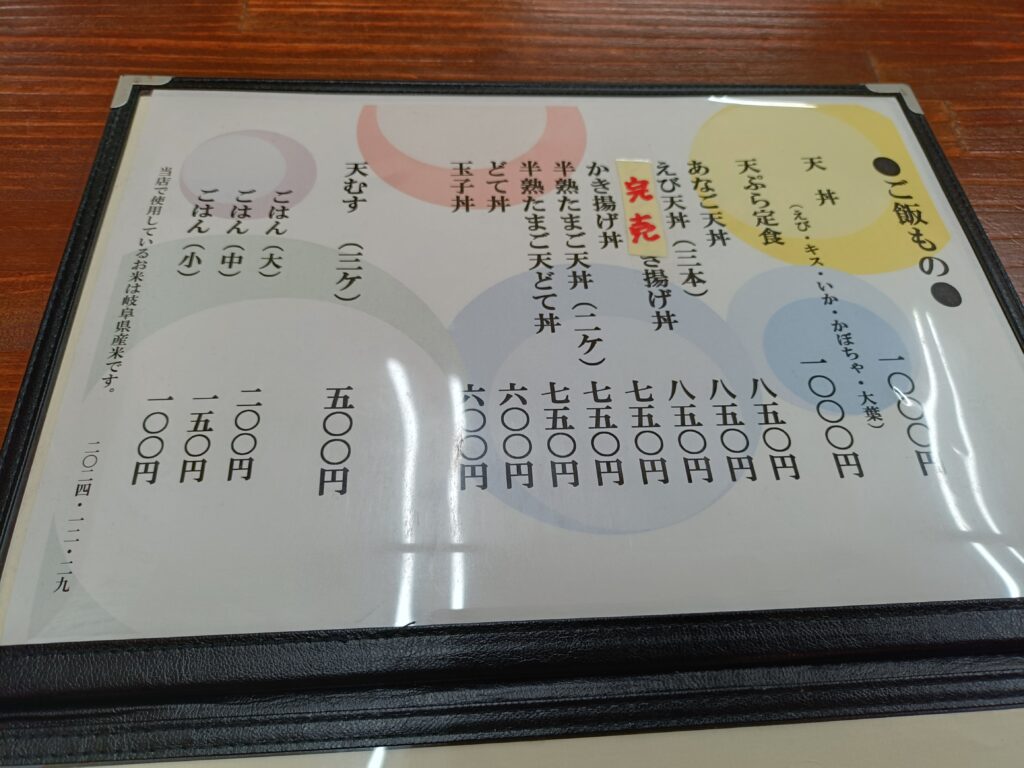 ●ご飯もの●
天丼 一〇〇〇円
（えび・キス・いか・かぼちゃ・大葉）
天ぷら定食 一〇〇〇円
あなご天丼 八五〇円
えび天丼（三本） 八五〇円
完売 き揚げ丼 八五〇円
かき揚げ丼 七五〇円
半熟たまご天丼（二ケ） 七五〇円
半熟たまご天どて丼 七五〇円
どて丼 六〇〇円
玉子丼 六〇〇円
天むす（三ケ） 五〇〇円
ごはん（大） 二〇〇円
ごはん（中） 一五〇円
ごはん（小） 一〇〇円
当店で使用しているお米は岐阜県産米です。
二〇二四・一二・二九